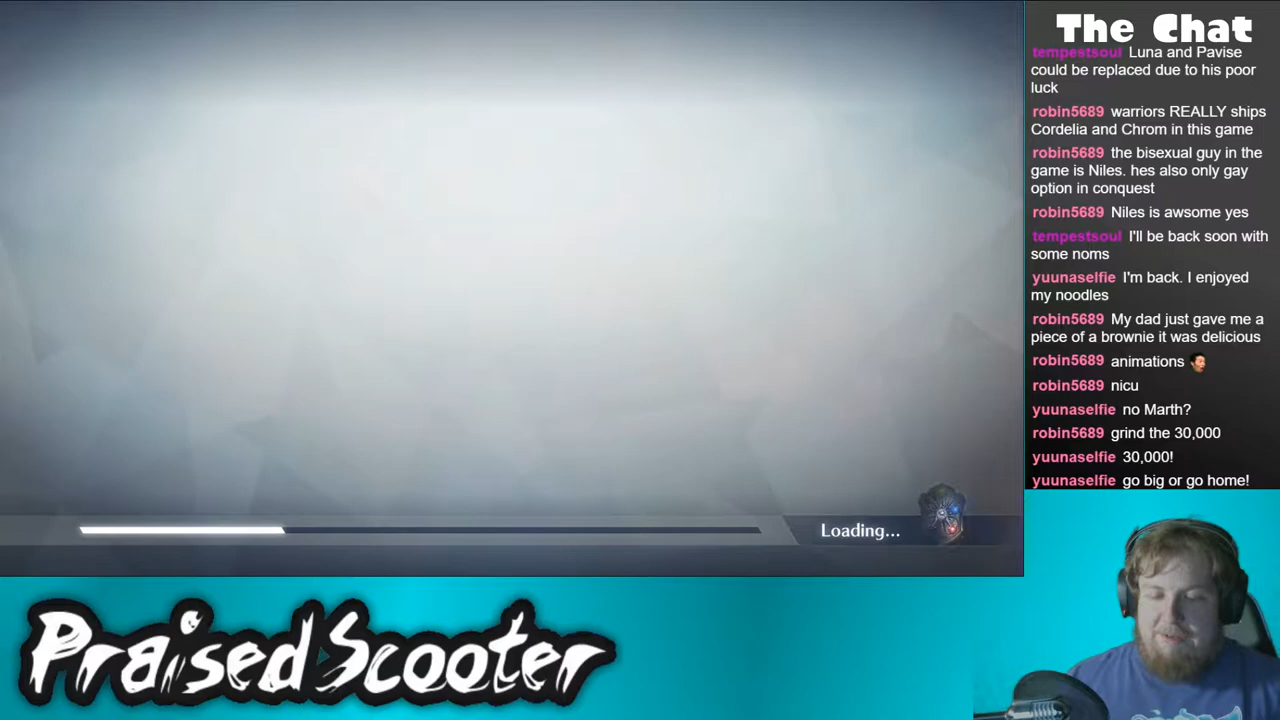 The Chat
tempestsoul Luna and Pavise
could be replaced due to his poor
luck
robin5689 warriors REALLY ships
Cordelia and Chrom in this game
robin5689 the bisexual guy in the
game is Niles. hes also only gay
option in conquest
robin5689 Niles is awsome yes
tempestsoul I'll be back soon with
some noms
yuunaselfie I'm back. I enjoyed
my noodles
robin5689 My dad just gave me a
piece of a brownie it was delicious
robin5689 animations
robin5689 nicu
yuunaselfie no Marth?
robin5689 grind the 30,000
yuunaselfie 30,000!
yuunaselfie go big or go home!
Loading...
PraisedScooter